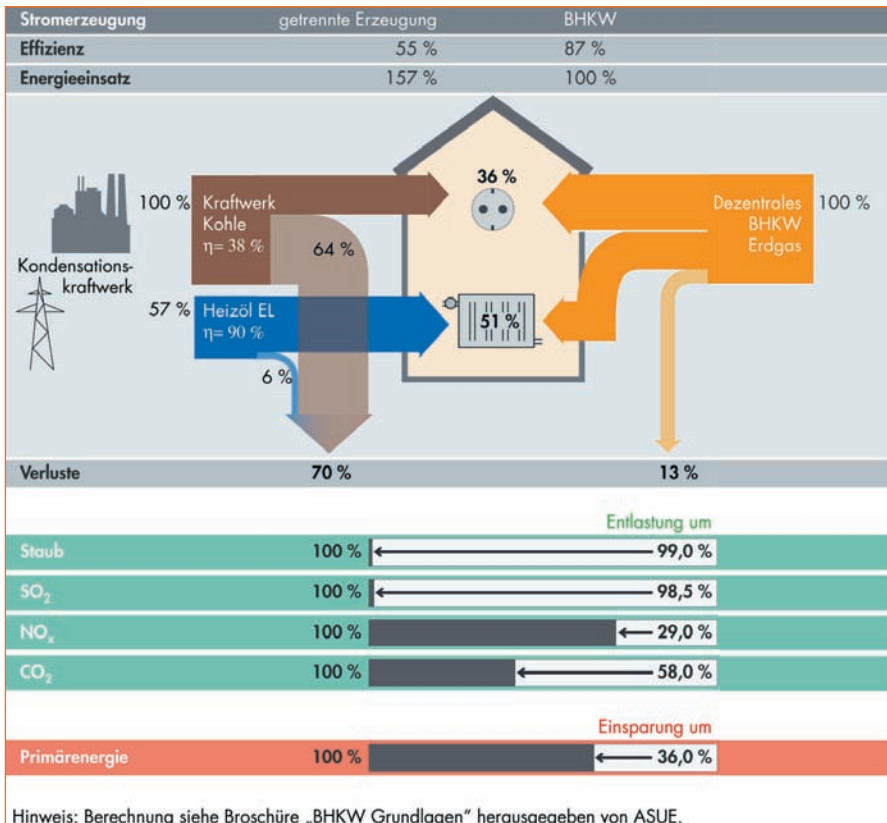 Stromerzeugung getrennte Erzeugung BHKW
Effizienz 55 % 87 %
Energieeinsatz 157 % 100 %
36 %
100 % Kraftwerk Dezentrales 100 %
Kohle BHKW
η= 38 % 64 % Erdgas
Kondensations-
kraftwerk
57 % Heizöl EL 51 %
η= 90 %
6 %
Verluste 70 % 13 %
Entlastung um
Staub 100 % 99,0 %
SO₂ 100 % 98,5 %
NOₓ 100 % 29,0 %
CO₂ 100 % 58,0 %
Einsparung um
Primärenergie 100 % 36,0 %
Hinweis: Berechnung siehe Broschüre „BHKW Grundlagen“ herausgegeben von ASUE.